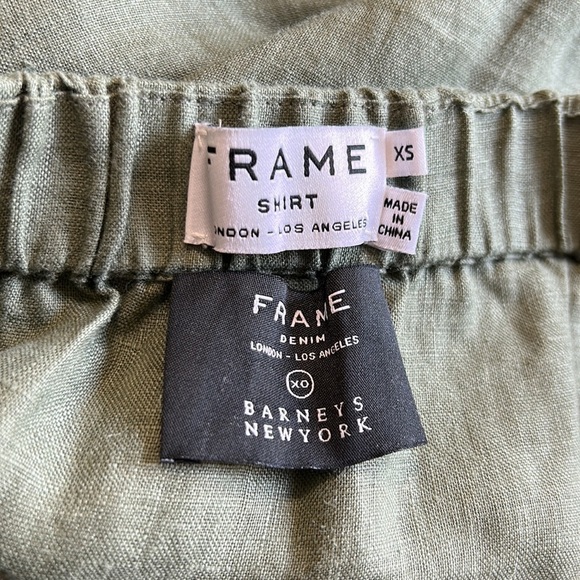 FRAME
SHIRT
LONDON - LOS ANGELES
XS
MADE
IN
CHINA
FRAME
DENIM
LONDON - LOS ANGELES
XO
BARNEYS
NEWYORK